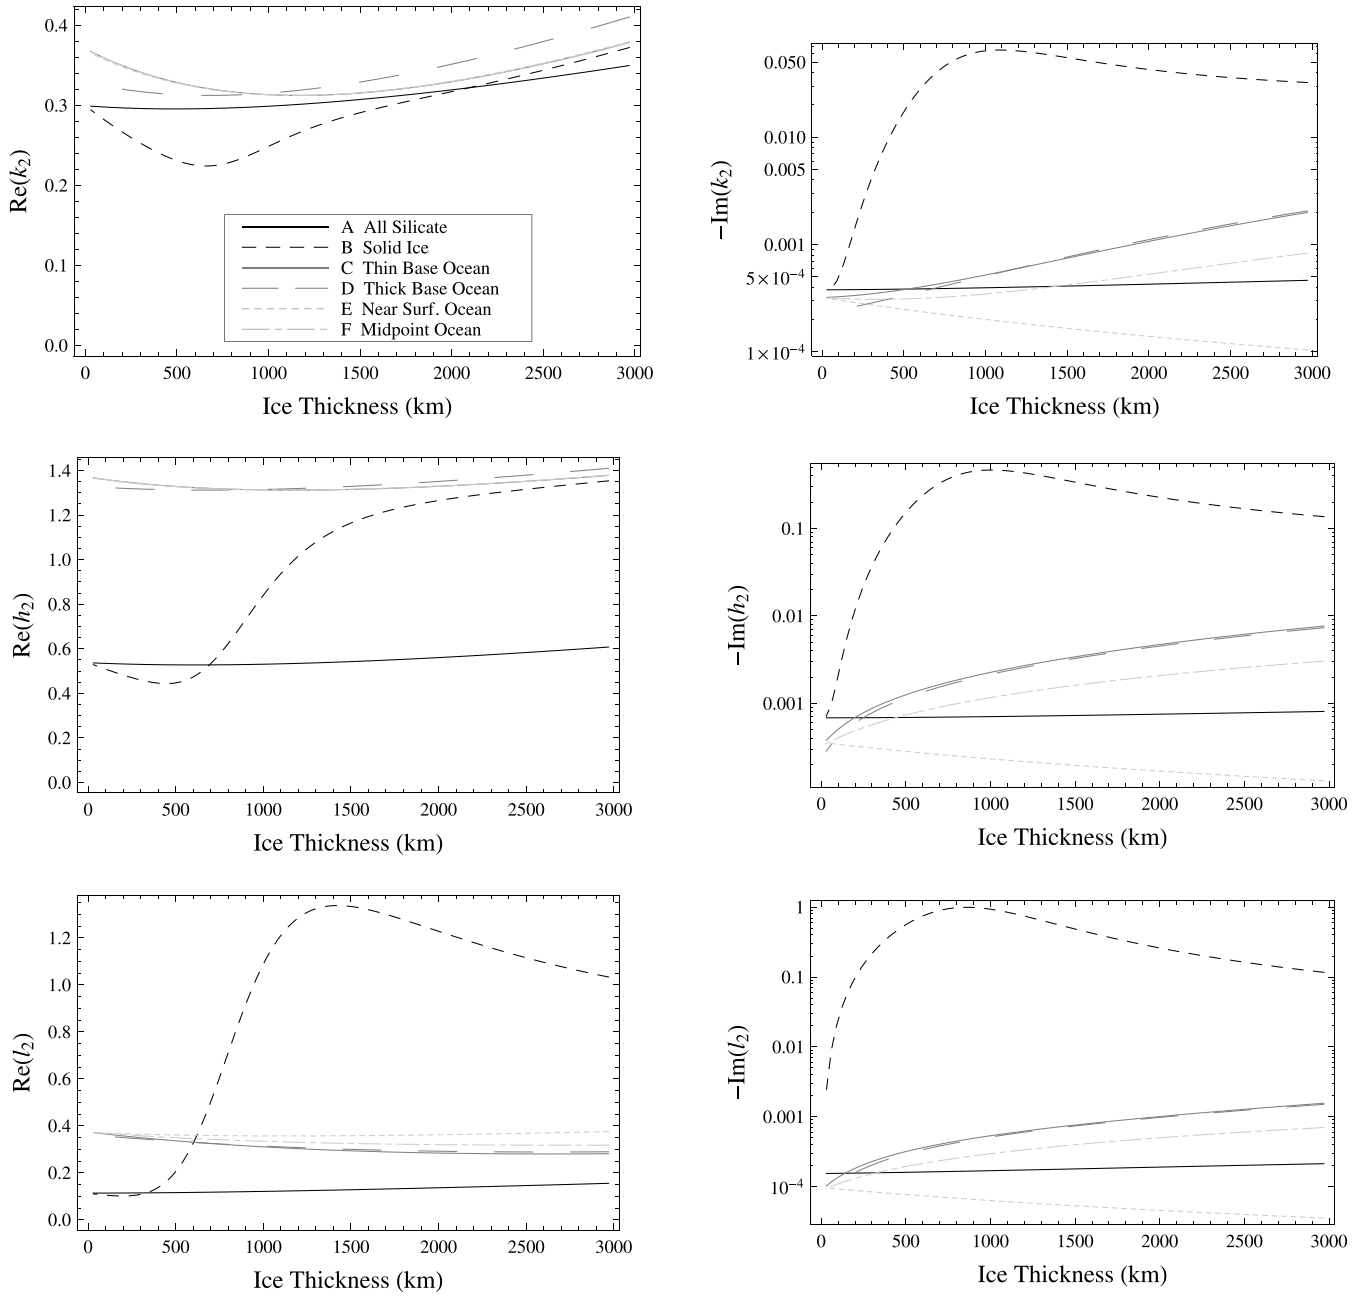 Re(k₂)
0.4
0.3
0.2
0.1
0.0
A All Silicate
B Solid Ice
C Thin Base Ocean
D Thick Base Ocean
E Near Surf. Ocean
F Midpoint Ocean
0 500 1000 1500 2000 2500 3000
Ice Thickness (km)
−Im(k₂)
0.050
0.010
0.005
0.001
5×10⁻⁴
1×10⁻⁴
0 500 1000 1500 2000 2500 3000
Ice Thickness (km)
Re(h₂)
1.4
1.2
1.0
0.8
0.6
0.4
0.2
0.0
0 500 1000 1500 2000 2500 3000
Ice Thickness (km)
−Im(h₂)
0.1
0.01
0.001
0 500 1000 1500 2000 2500 3000
Ice Thickness (km)
Re(l₂)
1.2
1.0
0.8
0.6
0.4
0.2
0.0
0 500 1000 1500 2000 2500 3000
Ice Thickness (km)
−Im(l₂)
1
0.1
0.01
0.001
10⁻⁴
0 500 1000 1500 2000 2500 3000
Ice Thickness (km)